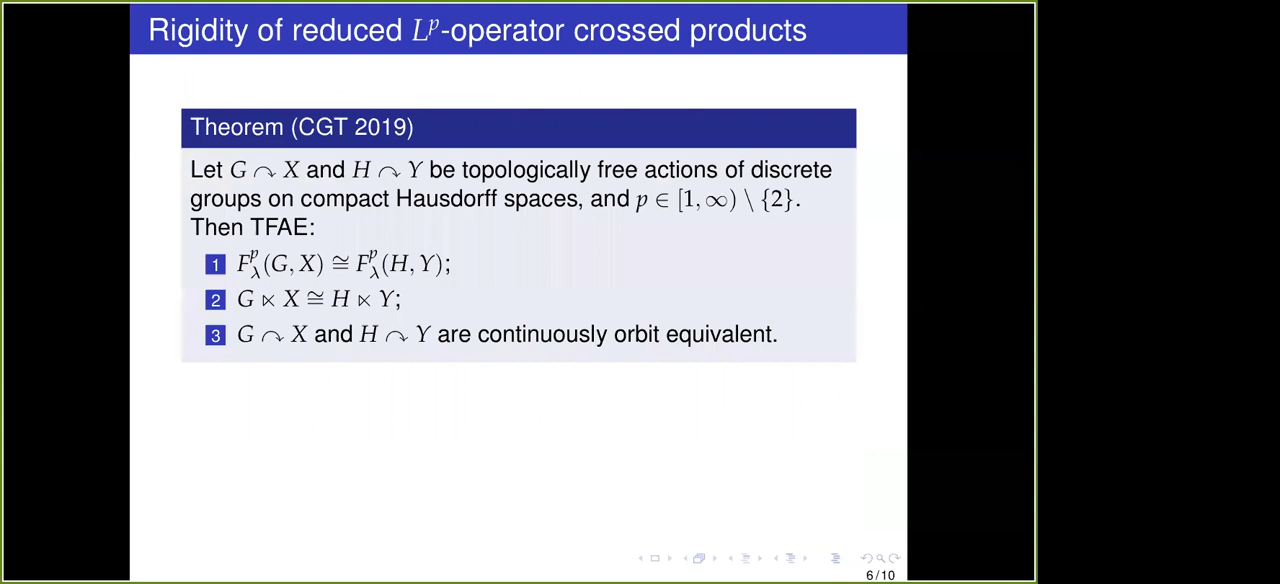 Rigidity of reduced Lᵖ-operator crossed products
Theorem (CGT 2019)
Let G ↷ X and H ↷ Y be topologically free actions of discrete
groups on compact Hausdorff spaces, and p ∈ [1, ∞) \ {2}.
Then TFAE:
1 F^p_λ(G, X) ≅ F^p_λ(H, Y);
2 G ⋉ X ≅ H ⋉ Y;
3 G ↷ X and H ↷ Y are continuously orbit equivalent.
6/10